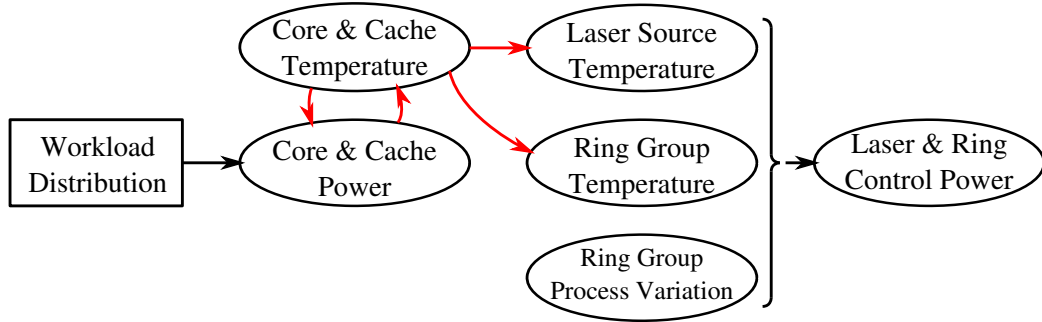 Core & Cache
Temperature
Laser Source
Temperature
Workload
Distribution
Core & Cache
Power
Ring Group
Temperature
Laser & Ring
Control Power
Ring Group
Process Variation